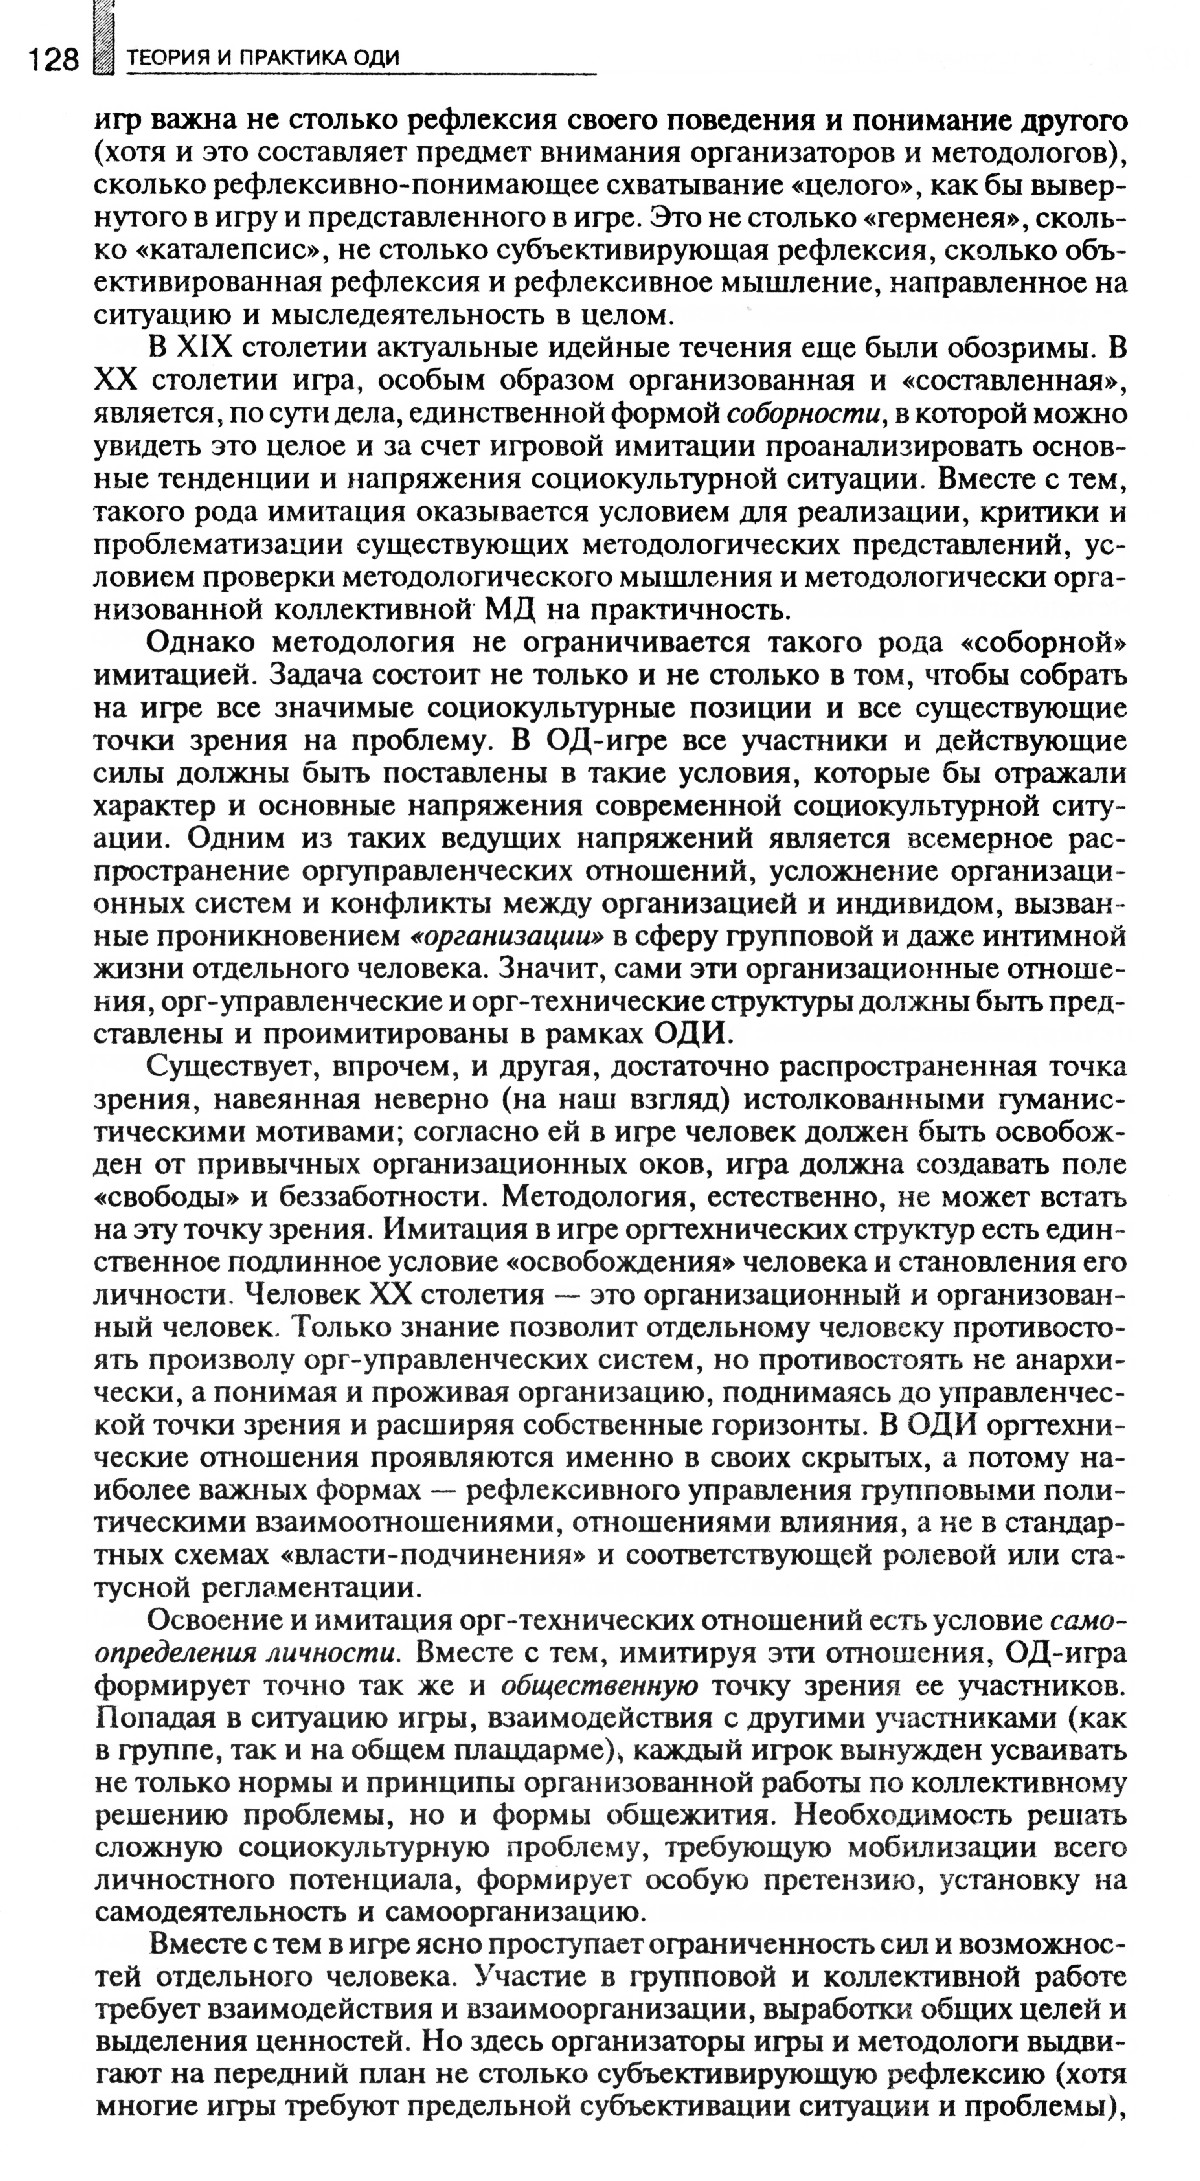 128 ТЕОРИЯ И ПРАКТИКА ОДИ
игр важна не столько рефлексия своего поведения и понимание другого
(хотя и это составляет предмет внимания организаторов и методологов),
сколько рефлексивно-понимающее схватывание «целого», как бы вывер-
нутого в игру и представленного в игре. Это не столько «герменея», сколь-
ко «каталепсис», не столько субъективирующая рефлексия, сколько объ-
ективированная рефлексия и рефлексивное мышление, направленное на
ситуацию и мыследеятельность в целом.
В XIX столетии актуальные идейные течения еще были обозримы. В
XX столетии игра, особым образом организованная и «составленная»,
является, по сути дела, единственной формой соборности, в которой можно
увидеть это целое и за счет игровой имитации проанализировать основ-
ные тенденции и напряжения социокультурной ситуации. Вместе с тем,
такого рода имитация оказывается условием для реализации, критики и
проблематизации существующих методологических представлений, ус-
ловием проверки методологического мышления и методологически орга-
низованной коллективной МД на практичность.
Однако методология не ограничивается такого рода «соборной»
имитацией. Задача состоит не только и не столько в том, чтобы собрать
на игре все значимые социокультурные позиции и все существующие
точки зрения на проблему. В ОД-игре все участники и действующие
силы должны быть поставлены в такие условия, которые бы отражали
характер и основные напряжения современной социокультурной ситу-
ации. Одним из таких ведущих напряжений является всемерное рас-
пространение оргуправленческих отношений, усложнение организаци-
онных систем и конфликты между организацией и индивидом, вызван-
ные проникновением «организации» в сферу групповой и даже интимной
жизни отдельного человека. Значит, сами эти организационные отноше-
ния, орг-управленческие и орг-технические структуры должны быть пред-
ставлены и проимитированы в рамках ОДИ.
Существует, впрочем, и другая, достаточно распространенная точка
зрения, навеянная неверно (на наш взгляд) истолкованными гуманис-
тическими мотивами; согласно ей в игре человек должен быть освобож-
ден от привычных организационных оков, игра должна создавать поле
«свободы» и беззаботности. Методология, естественно, не может встать
на эту точку зрения. Имитация в игре оргтехнических структур есть един-
ственное подлинное условие «освобождения» человека и становления его
личности. Человек XX столетия — это организационный и организован-
ный человек. Только знание позволит отдельному человеку противосто-
ять произволу орг-управленческих систем, но противостоять не анархи-
чески, а понимая и проживая организацию, поднимаясь до управленчес-
кой точки зрения и расширяя собственные горизонты. В ОДИ оргтехни-
ческие отношения проявляются именно в своих скрытых, а потому на-
иболее важных формах — рефлексивного управления групповыми поли-
тическими взаимоотношениями, отношениями влияния, а не в стандар-
тных схемах «власти-подчинения» и соответствующей ролевой или ста-
тусной регламентации.
Освоение и имитация орг-технических отношений есть условие само-
определения личности. Вместе с тем, имитируя эти отношения, ОД-игра
формирует точно так же и общественную точку зрения ее участников.
Попадая в ситуацию игры, взаимодействия с другими участниками (как
в группе, так и на общем плацдарме), каждый игрок вынужден усваивать
не только нормы и принципы организованной работы по коллективному
решению проблемы, но и формы общежития. Необходимость решать
сложную социокультурную проблему, требующую мобилизации всего
личностного потенциала, формирует особую претензию, установку на
самодеятельность и самоорганизацию.
Вместе с тем в игре ясно проступает ограниченность сил и возможнос-
тей отдельного человека. Участие в групповой и коллективной работе
требует взаимодействия и взаимоорганизации, выработки общих целей и
выделения ценностей. Но здесь организаторы игры и методологи выдви-
гают на передний план не столько субъективирующую рефлексию (хотя
многие игры требуют предельной субъективации ситуации и проблемы),